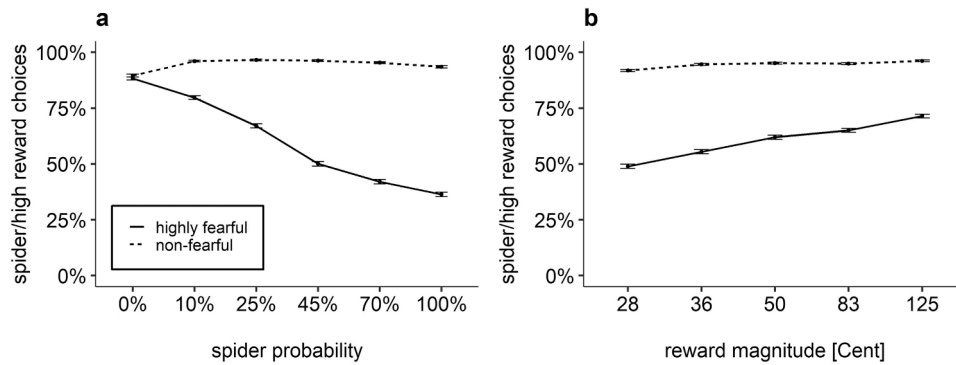 a
spider/high reward choices
100%
75%
50%
25%
0%
highly fearful
non-fearful
0% 10% 25% 45% 70% 100%
spider probability
b
spider/high reward choices
100%
75%
50%
25%
0%
28 36 50 83 125
reward magnitude [Cent]